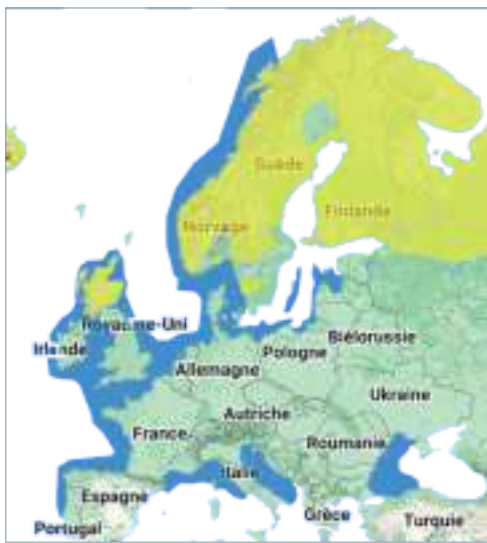 Suède
Finlande
Norvège
Royaume-Uni
Irlande
Biélorussie
Pologne
Allemagne
Ukraine
Autriche
France
Roumanie
Italie
Espagne
Grèce
Portugal
Turquie